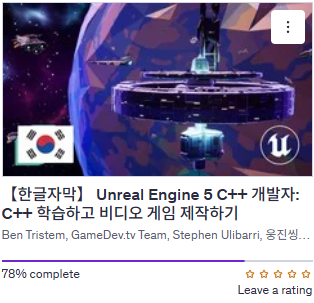 【한글자막】 Unreal Engine 5 C++ 개발자:
C++ 학습하고 비디오 게임 제작하기
Ben Tristem, GameDev.tv Team, Stephen Ulibarri, 웅진씽...
78% complete
Leave a rating